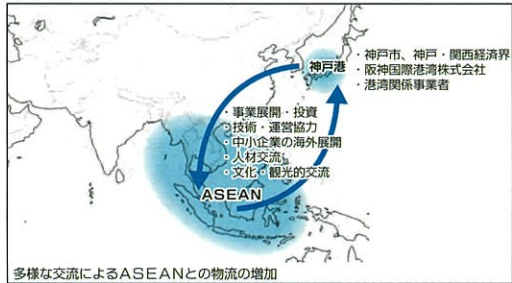 神戸港
・神戸市、神戸・関西経済界
・阪神国際港湾株式会社
・港湾関係事業者
・事業展開・投資
・技術・運営協力
・中小企業の海外展開
・人材交流
・文化・観光的交流
ASEAN
多様な交流によるASEANとの物流の増加